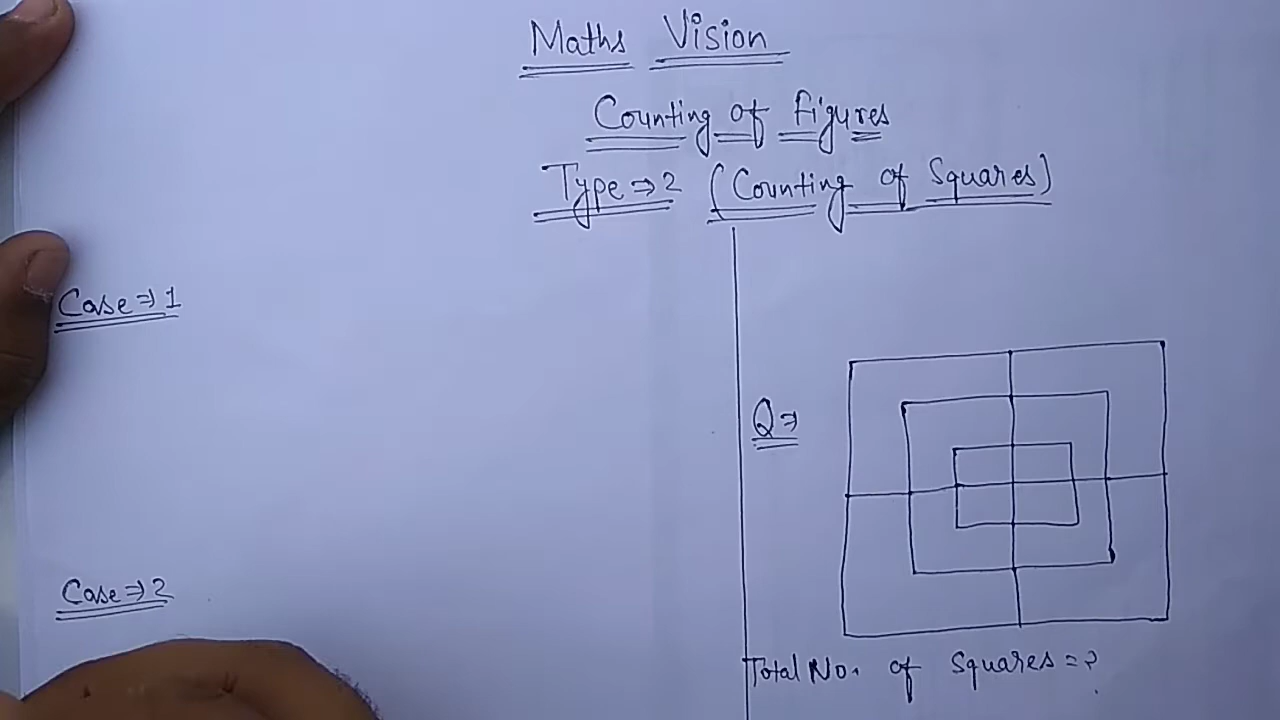 Maths Vision
Counting of Figures
Type ⇒ 2 (Counting of Squares)
Case ⇒ 1
Q ⇒
Case ⇒ 2
Total No. of Squares = ?